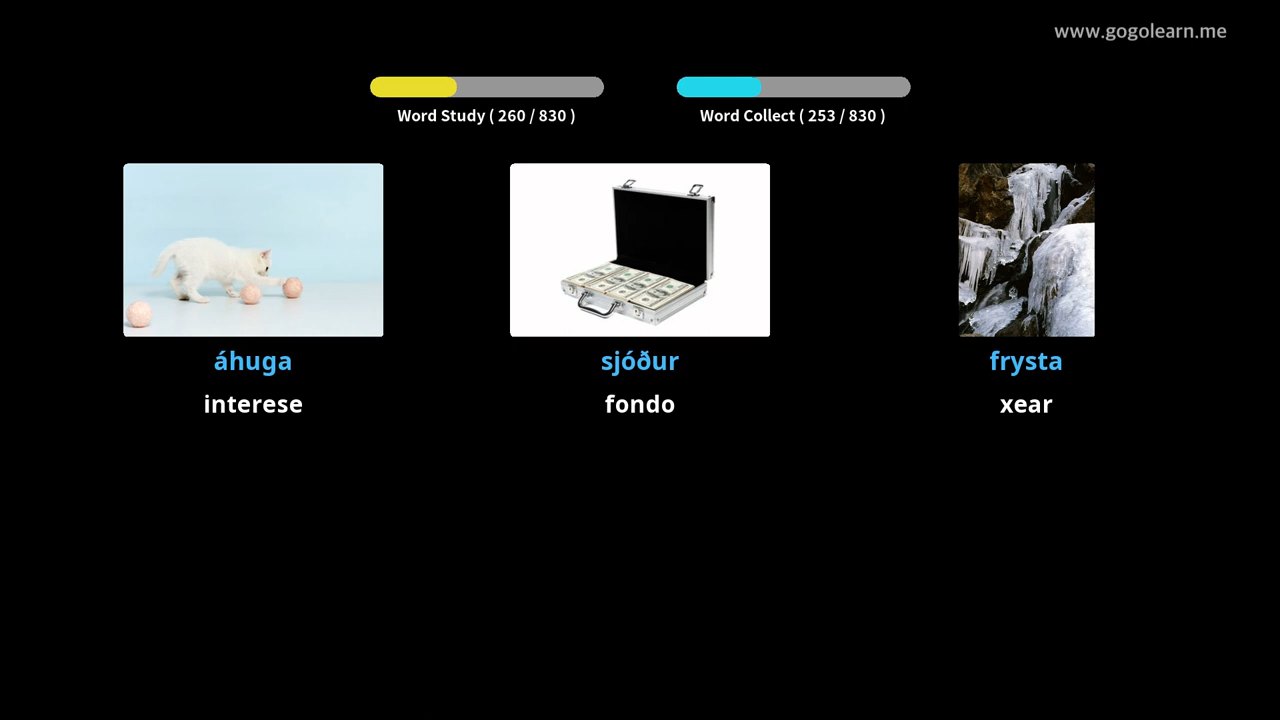 www.gogolearn.me
Word Study ( 260 / 830 )
Word Collect ( 253 / 830 )
áhuga
sjóður
frysta
interese
fondo
xear